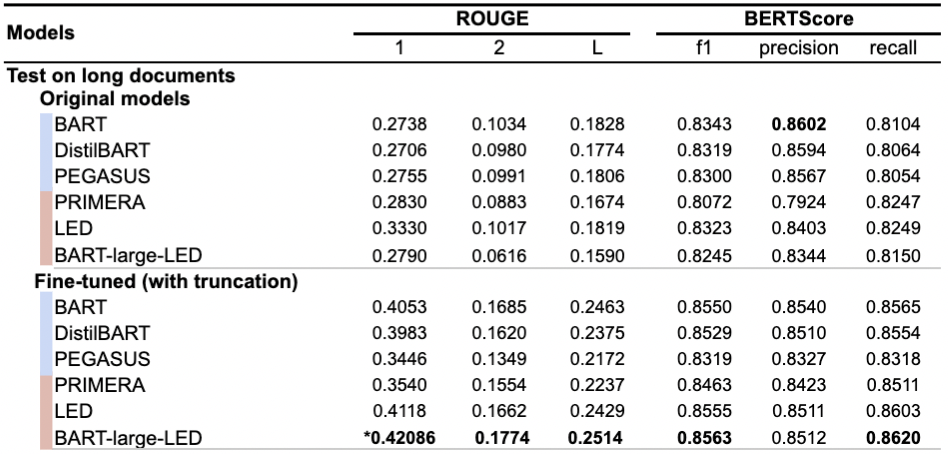 Models ROUGE BERTScore
1 2 L f1 precision recall
Test on long documents
Original models
BART 0.2738 0.1034 0.1828 0.8343 0.8602 0.8104
DistilBART 0.2706 0.0980 0.1774 0.8319 0.8594 0.8064
PEGASUS 0.2755 0.0991 0.1806 0.8300 0.8567 0.8054
PRIMERA 0.2830 0.0883 0.1674 0.8072 0.7924 0.8247
LED 0.3330 0.1017 0.1819 0.8323 0.8403 0.8249
BART-large-LED 0.2790 0.0616 0.1590 0.8245 0.8344 0.8150
Fine-tuned (with truncation)
BART 0.4053 0.1685 0.2463 0.8550 0.8540 0.8565
DistilBART 0.3983 0.1620 0.2375 0.8529 0.8510 0.8554
PEGASUS 0.3446 0.1349 0.2172 0.8319 0.8327 0.8318
PRIMERA 0.3540 0.1554 0.2237 0.8463 0.8423 0.8511
LED 0.4118 0.1662 0.2429 0.8555 0.8511 0.8603
BART-large-LED *0.42086 0.1774 0.2514 0.8563 0.8512 0.8620